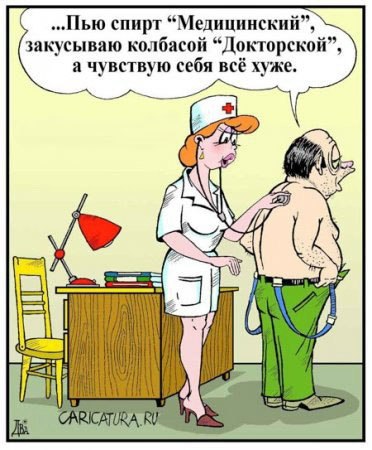 ...Пью спирт “Медицинский”,
закусываю колбасой “Докторской”,
а чувствую себя всё хуже.
CARICATURA.RU